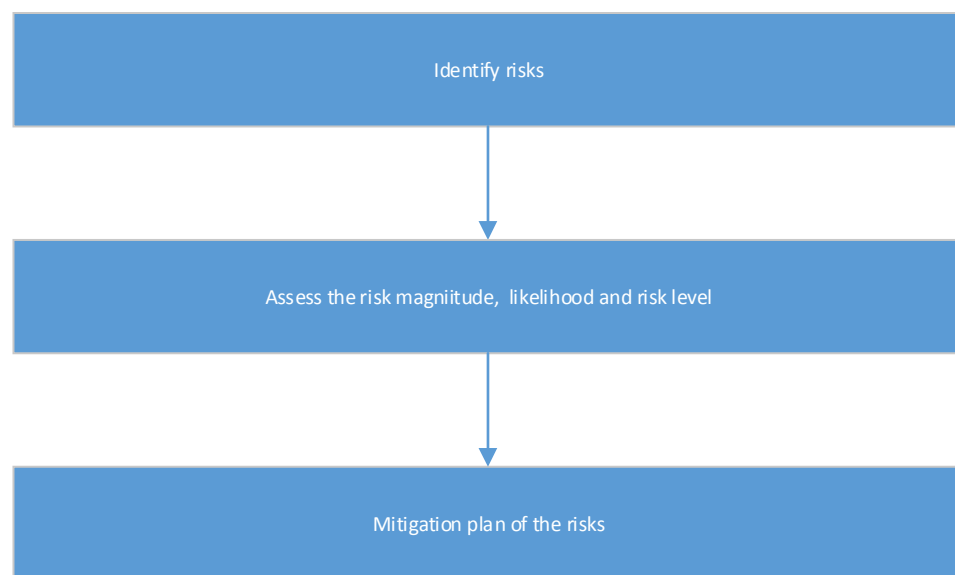 Identify risks
Assess the risk magniitude, likelihood and risk level
Mitigation plan of the risks